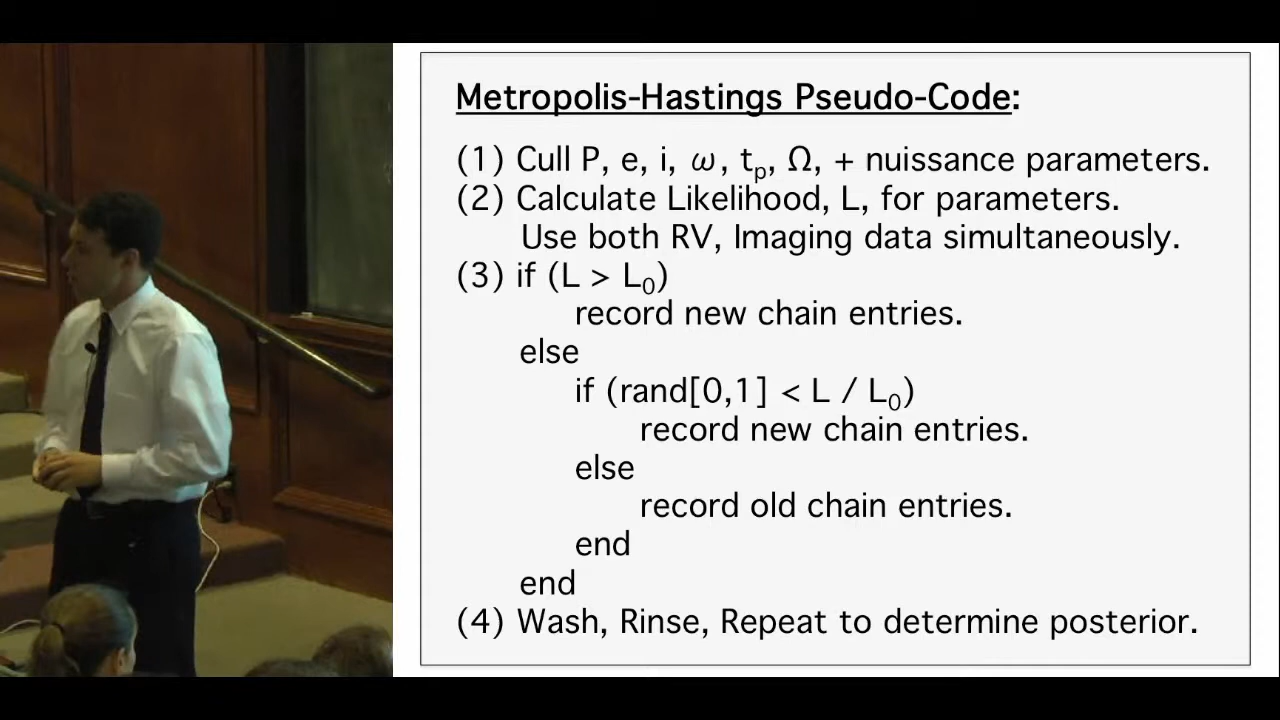 Metropolis-Hastings Pseudo-Code:
(1) Cull P, e, i, ω, tp, Ω, + nuissance parameters.
(2) Calculate Likelihood, L, for parameters.
Use both RV, Imaging data simultaneously.
(3) if (L > L0)
record new chain entries.
else
if (rand[0,1] < L / L0)
record new chain entries.
else
record old chain entries.
end
end
(4) Wash, Rinse, Repeat to determine posterior.